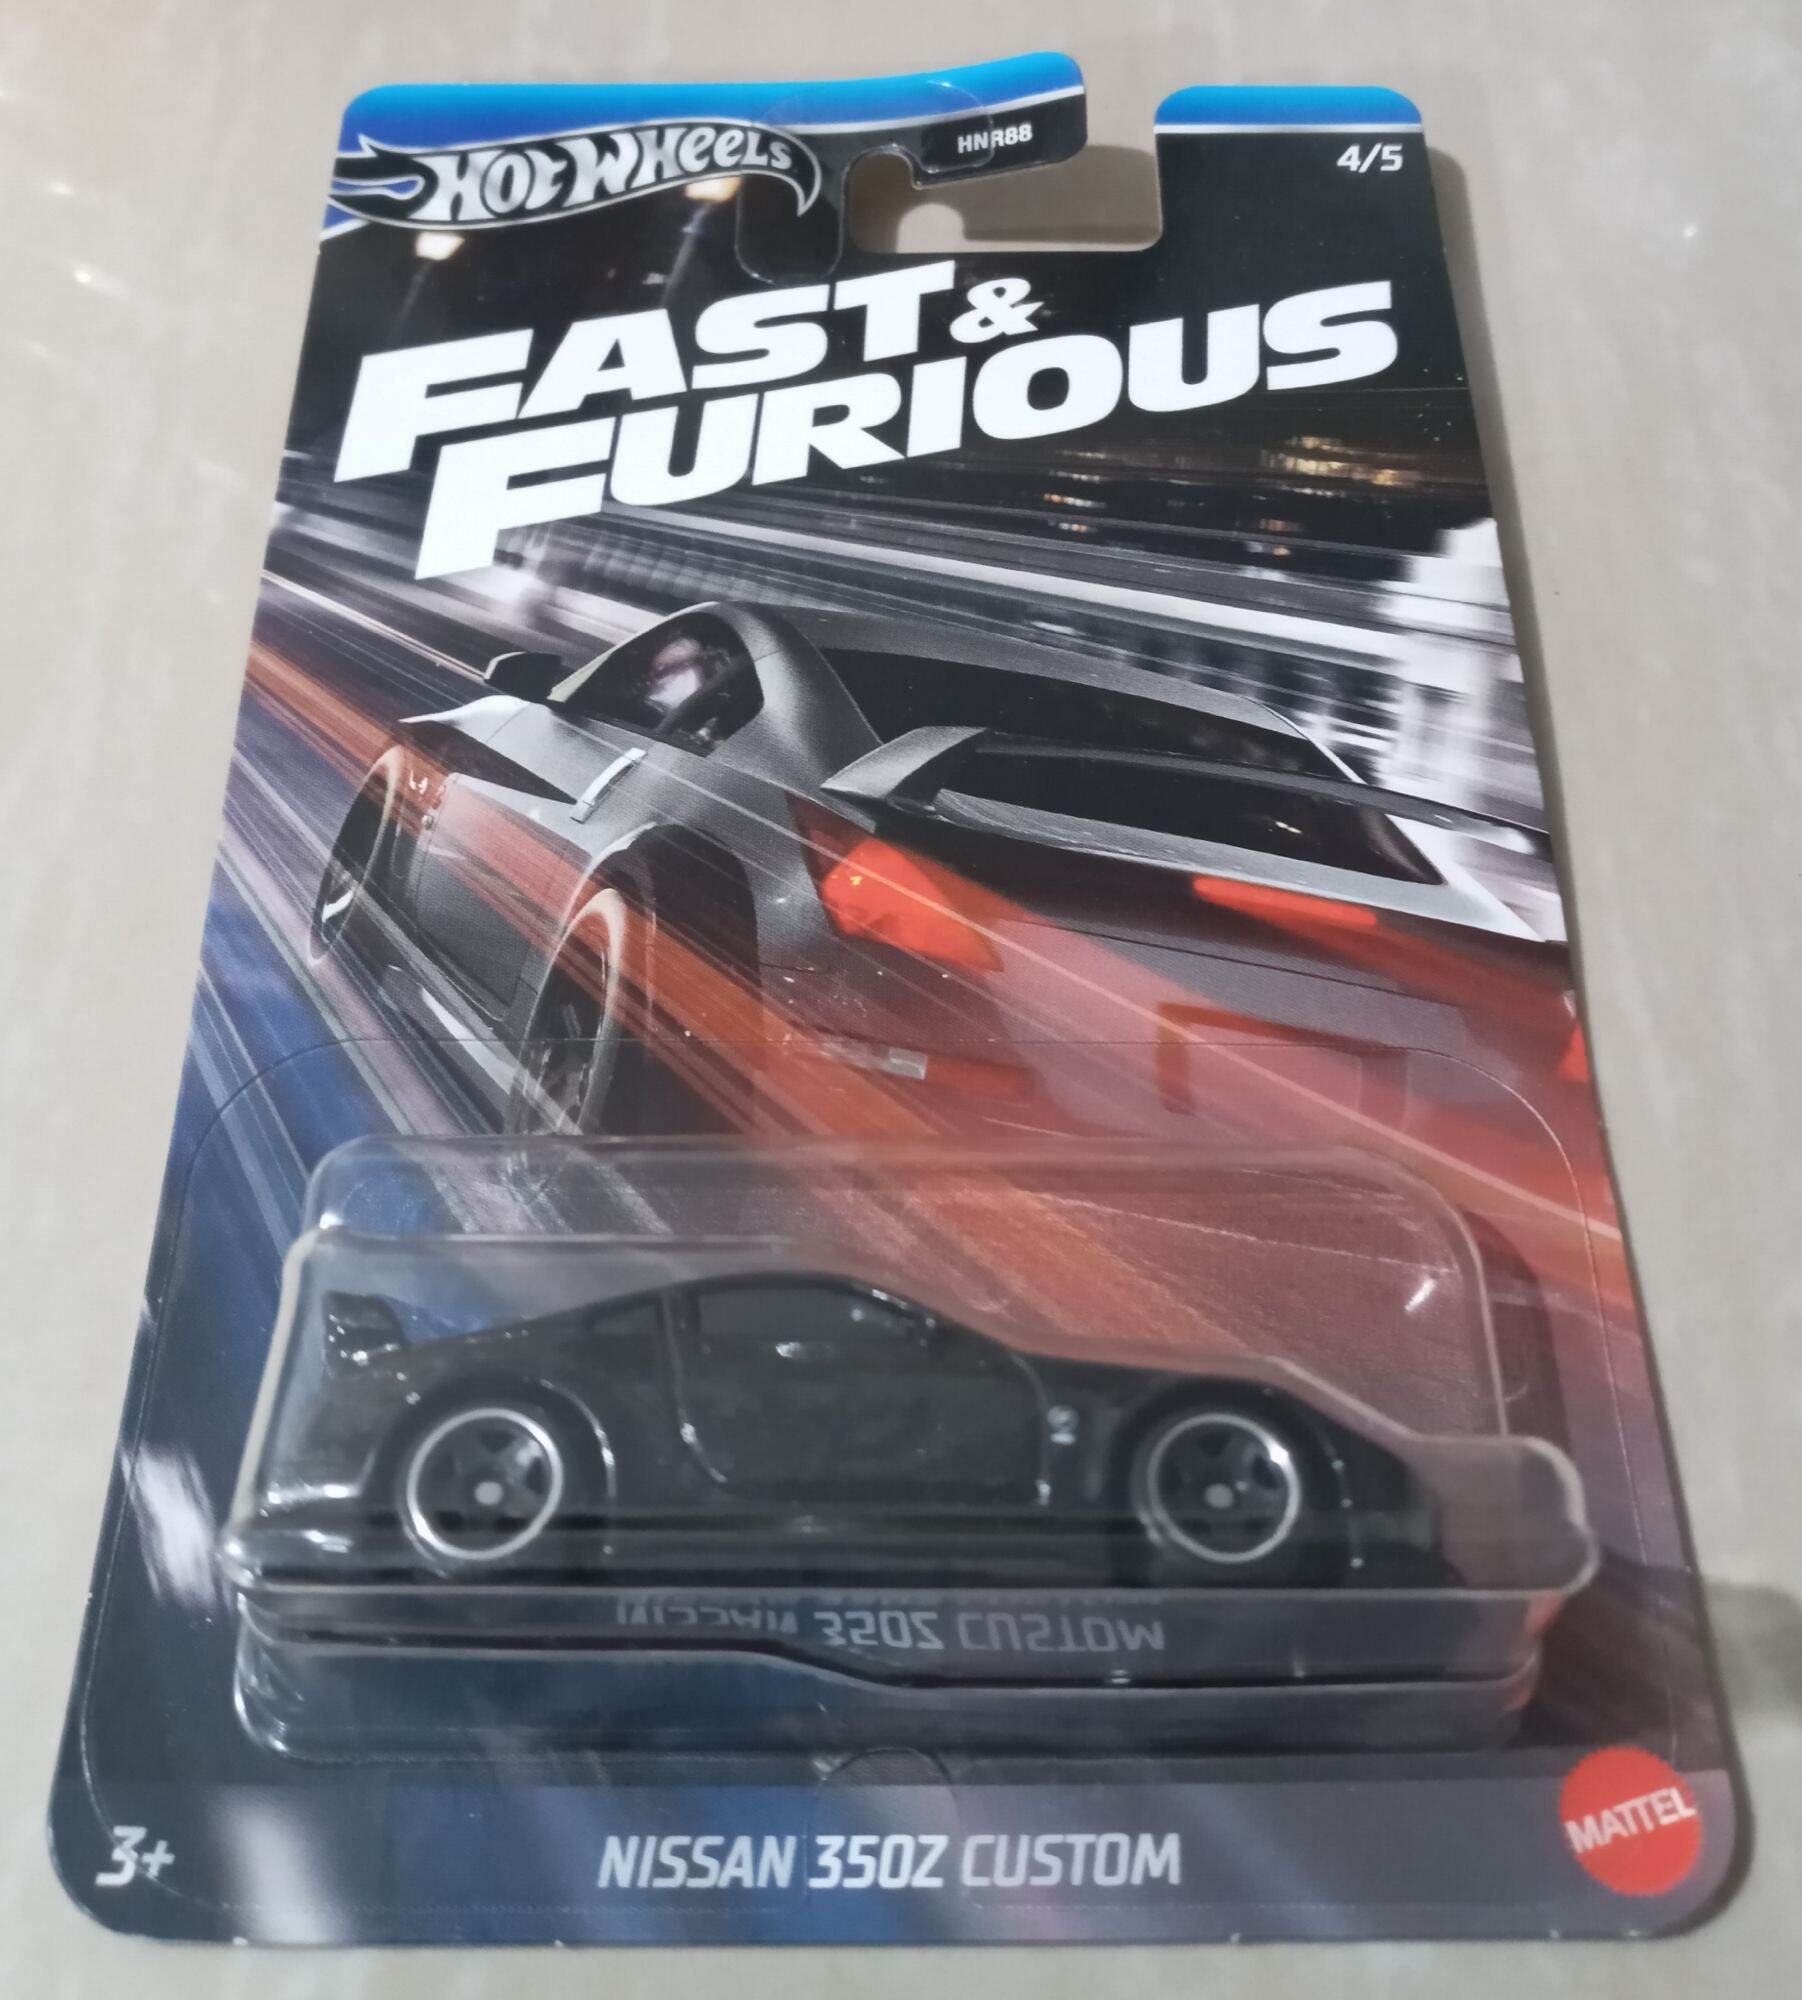 HOT WHEELS
HNR88
4/5
FAST &
FURIOUS
NISSAN 350Z CUSTOM
3+
NISSAN 350Z CUSTOM
MATTEL